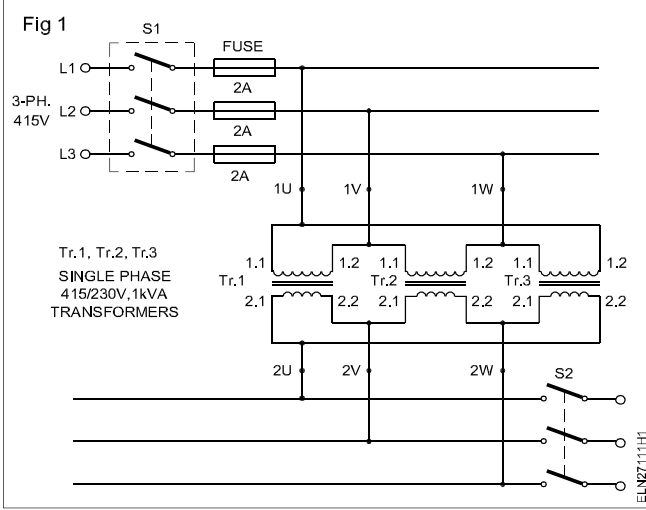 Fig 1
S1
FUSE
L1
2A
3-PH.
415V
L2
2A
L3
2A
1U
1V
1W
Tr.1, Tr.2, Tr.3
SINGLE PHASE
415/230V,1kVA
TRANSFORMERS
1.1 1.2 1.1 1.2 1.1 1.2
Tr.1 Tr.2 Tr.3
2.1 2.2 2.1 2.2 2.1 2.2
2U 2V 2W
S2
ELN27111H1